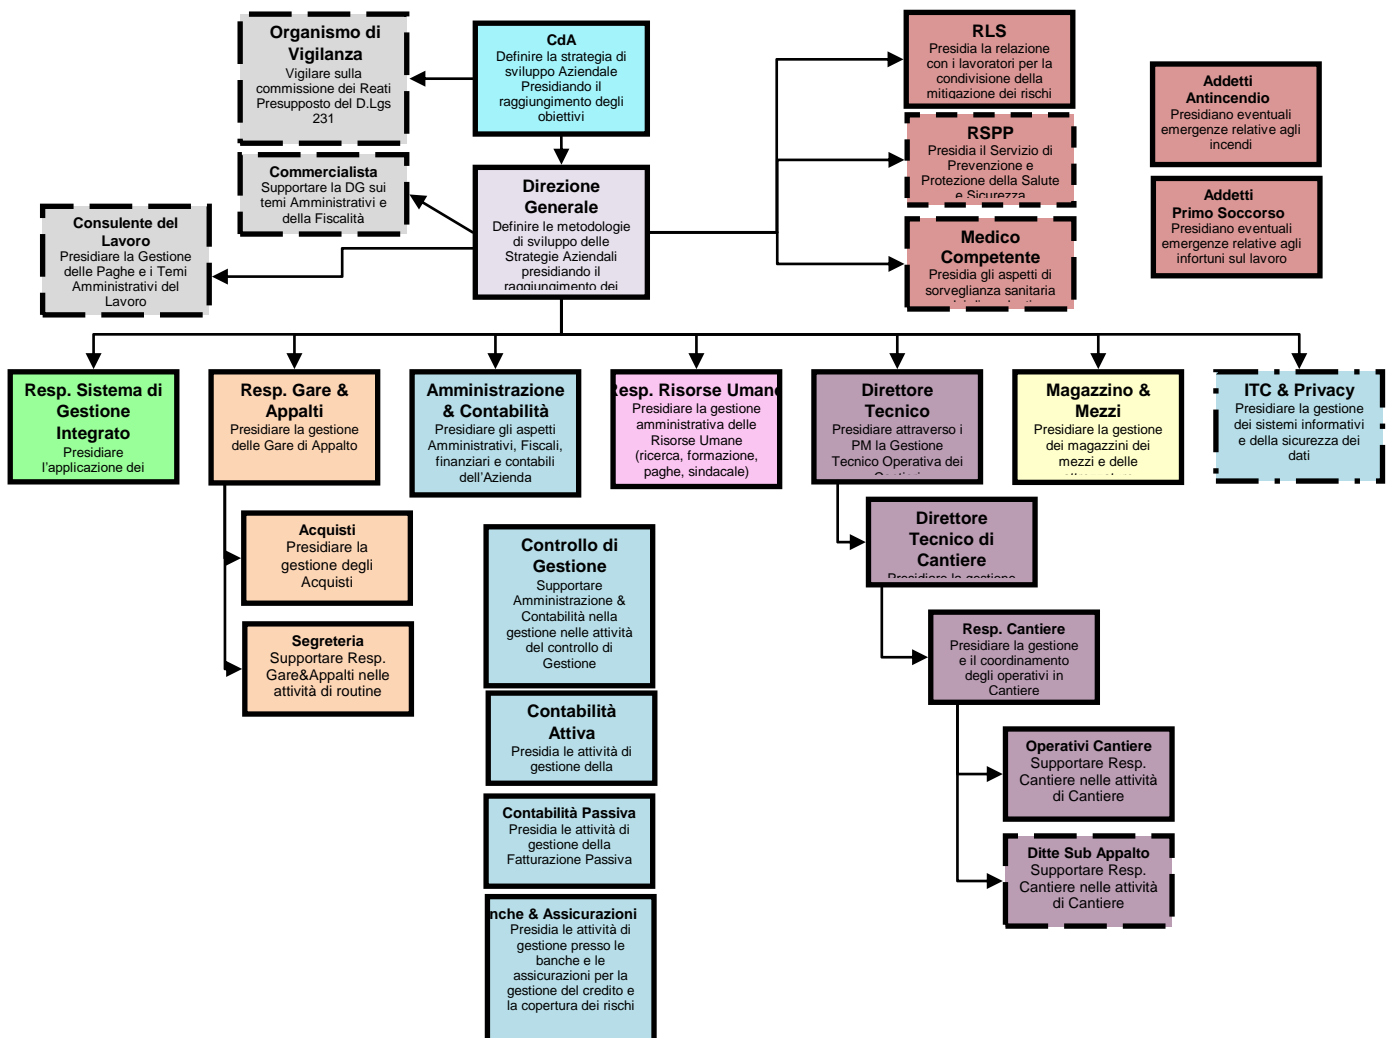 Organismo di
Vigilanza
Vigilare sulla
commissione dei Reati
Presupposto del D.Lgs
231
CdA
Definire la strategia di
sviluppo Aziendale
Presidiando il
raggiungimento degli
obiettivi
RLS
Presidia la relazione
con i lavoratori per la
condivisione della
mitigazione dei rischi
Addetti
Antincendio
Presidiano eventuali
emergenze relative agli
incendi
RSPP
Presidia il Servizio di
Prevenzione e
Protezione della Salute
e Sicurezza
Commercialista
Supportare la DG sui
temi Amministrativi e
della Fiscalità
Direzione
Generale
Definire le metodologie
di sviluppo delle
Strategie Aziendali
presidiando il
raggiungimento dei
Addetti
Primo Soccorso
Presidiano eventuali
emergenze relative agli
infortuni sul lavoro
Consulente del
Lavoro
Presidiare la Gestione
delle Paghe e i Temi
Amministrativi del
Lavoro
Medico
Competente
Presidia gli aspetti di
sorveglianza sanitaria
Resp. Sistema di
Gestione
Integrato
Presidiare
l'applicazione dei
Resp. Gare &
Appalti
Presidiare la gestione
delle Gare di Appalto
Amministrazione
& Contabilità
Presidiare gli aspetti
Amministrativi, Fiscali,
finanziari e contabili
dell'Azienda
Resp. Risorse Umane
Presidiare la gestione
amministrativa delle
Risorse Umane
(ricerca, formazione,
paghe, sindacale)
Direttore
Tecnico
Presidiare attraverso i
PM la Gestione
Tecnico Operativa dei
Magazzino &
Mezzi
Presidiare la gestione
dei magazzini dei
mezzi e delle
ITC & Privacy
Presidiare la gestione
dei sistemi informativi
e della sicurezza dei
dati
Acquisti
Presidiare la
gestione degli
Acquisti
Segreteria
Supportare Resp.
Gare&Appalti nelle
attività di routine
Controllo di
Gestione
Supportare
Amministrazione &
Contabilità nella
gestione nelle attività
del controllo di
Gestione
Contabilità
Attiva
Presidia le attività di
gestione della
Contabilità Passiva
Presidia le attività di
gestione della
Fatturazione Passiva
nche & Assicurazioni
Presidia le attività di
gestione presso le
banche e le
assicurazioni per la
gestione del credito e
la copertura dei rischi
Direttore
Tecnico di
Cantiere
Presidiare la gestione
Resp. Cantiere
Presidiare la gestione
e il coordinamento
degli operativi in
Cantiere
Operativi Cantiere
Supportare Resp.
Cantiere nelle attività
di Cantiere
Ditte Sub Appalto
Supportare Resp.
Cantiere nelle attività
di Cantiere